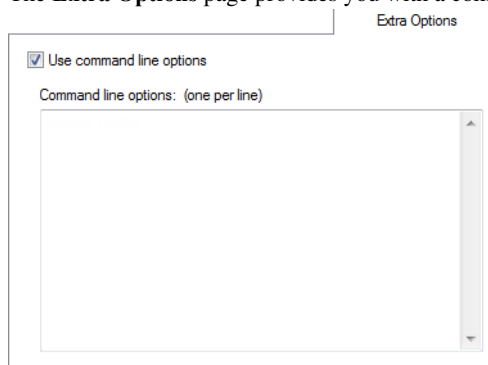 The Extra Options page provides you with a
Extra Options
Use command line options
Command line options: (one per line)